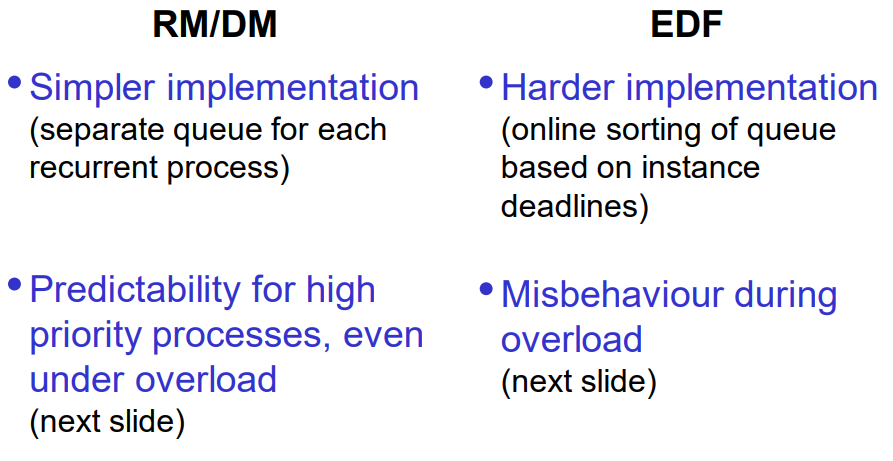 RM/DM
• Simpler implementation
(separate queue for each
recurrent process)
• Predictability for high
priority processes, even
under overload
(next slide)
EDF
• Harder implementation
(online sorting of queue
based on instance
deadlines)
• Misbehaviour during
overload
(next slide)